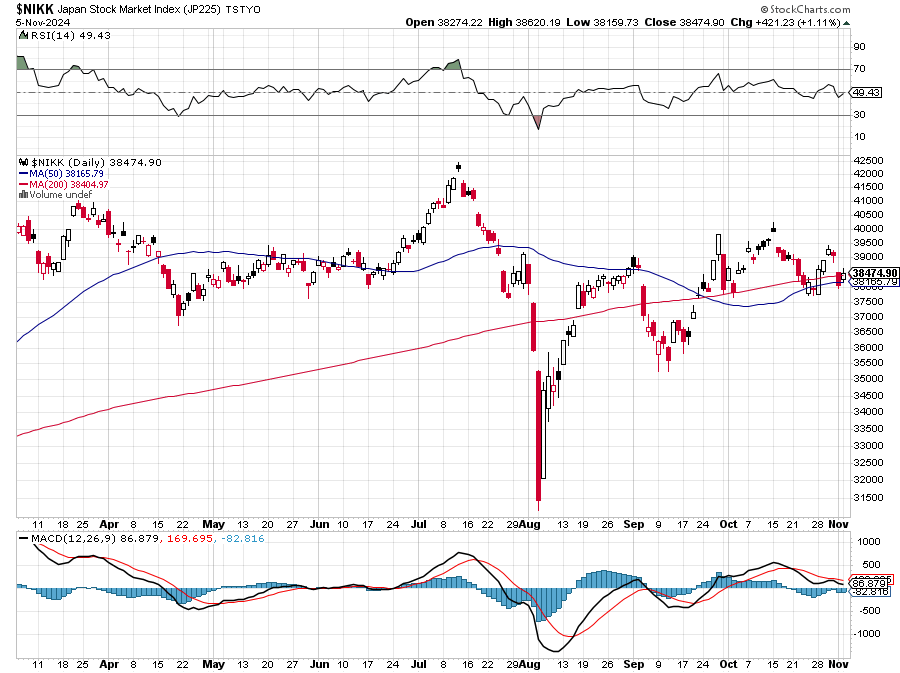 $NIKK Japan Stock Market Index (JP225) TSTYO
© StockCharts.com
5-Nov-2024
Open 38274.22 High 38620.19 Low 38159.73 Close 38474.90 Chg +421.23 (+1.11%)
RSI(14) 49.43
90
70
49.43
30
10
$NIKK (Daily) 38474.90
MA(50) 38165.79
MA(200) 38404.97
Volume undef
42500
42000
41500
41000
40500
40000
39500
39000
38474.90
38165.79
37500
37000
36500
36000
35500
35000
34500
34000
33500
33000
32500
32000
31500
11 18 25 Apr 8 15 22 May 13 20 27 Jun 10 17 24 Jul 8 16 22 29 Aug 13 19 26 Sep 9 17 24 Oct 7 15 21 28 Nov
MACD(12,26,9) 86.879, 169.695, -82.816
1000
500
86.879
-82.816
-500
-1000
11 18 25 Apr 8 15 22 May 13 20 27 Jun 10 17 24 Jul 8 16 22 29 Aug 13 19 26 Sep 9 17 24 Oct 7 15 21 28 Nov